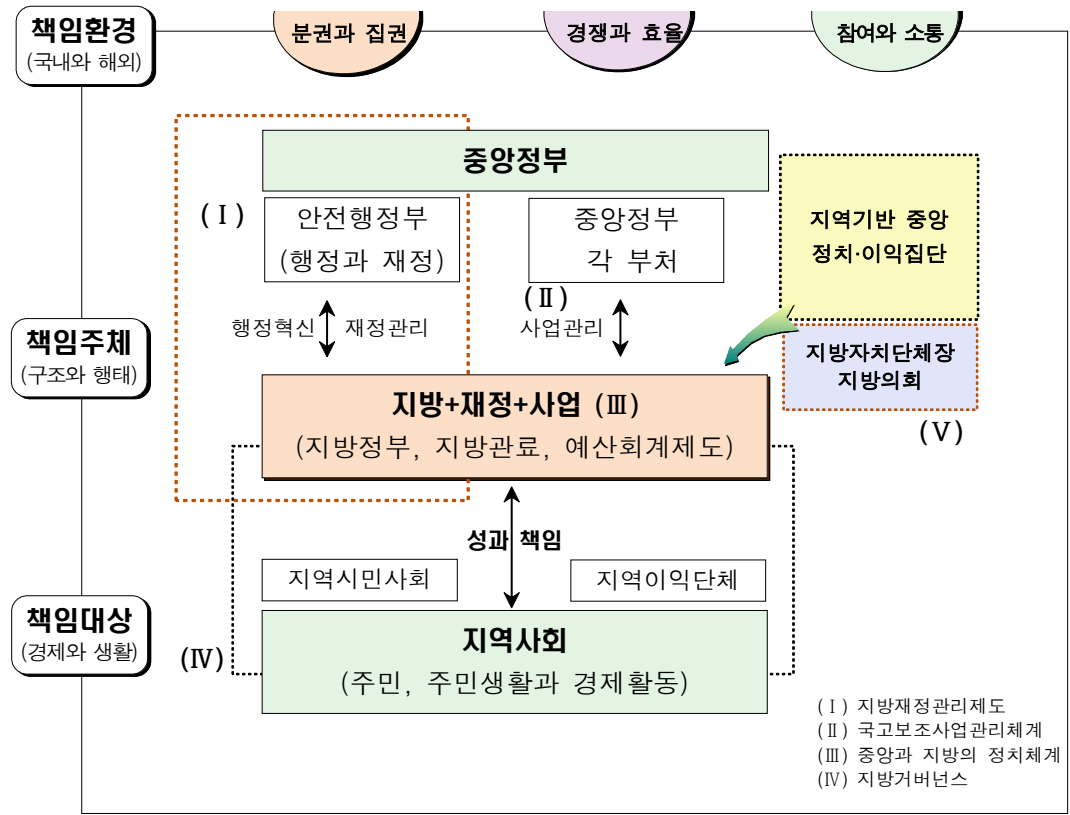 책임환경
(국내와 해외)
분권과 집권
경쟁과 효율
참여와 소통
중앙정부
(Ⅰ)
안전행정부
(행정과 재정)
중앙정부
각 부처
지역기반 중앙
정치·이익집단
(Ⅱ)
행정혁신
재정관리
사업관리
책임주체
(구조와 행태)
지방자치단체장
지방의회
(Ⅴ)
지방+재정+사업 (Ⅲ)
(지방정부, 지방관료, 예산회계제도)
성과 책임
지역시민사회
지역이익단체
책임대상
(경제와 생활)
(Ⅳ)
지역사회
(주민, 주민생활과 경제활동)
(Ⅰ) 지방재정관리제도
(Ⅱ) 국고보조사업관리체계
(Ⅲ) 중앙과 지방의 정치체계
(Ⅳ) 지방거버넌스